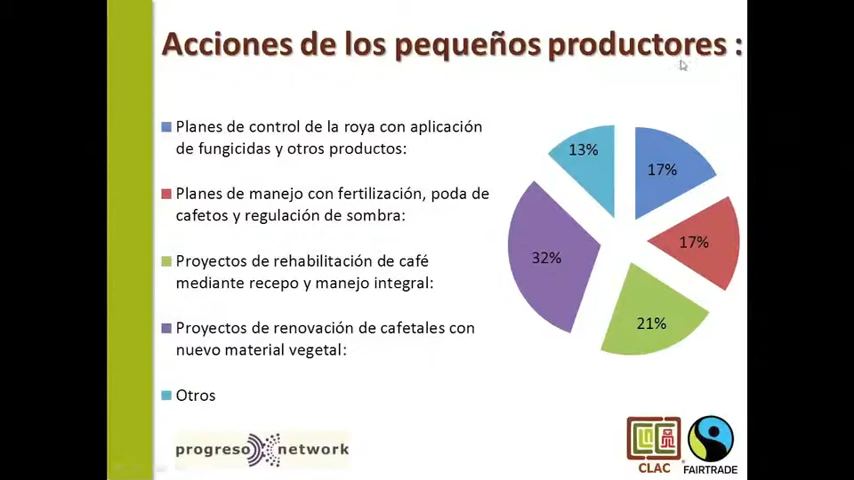 Acciones de los pequeños productores :
Planes de control de la roya con aplicación
de fungicidas y otros productos:
Planes de manejo con fertilización, poda de
cafetos y regulación de sombra:
Proyectos de rehabilitación de café
mediante recepo y manejo integral:
Proyectos de renovación de cafetales con
nuevo material vegetal:
Otros
13%
17%
17%
32%
21%
progreso network
CLAC
FAIRTRADE